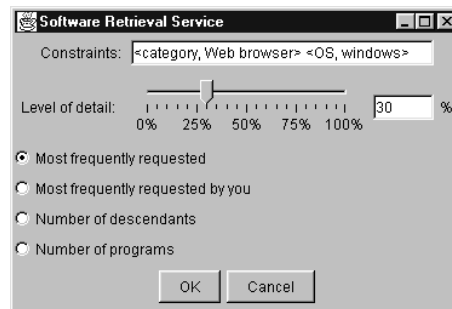 Software Retrieval Service
Constraints: <category, Web browser> <OS, windows>
Level of detail: 30 %
0% 25% 50% 75% 100%
Most frequently requested
Most frequently requested by you
Number of descendants
Number of programs
OK Cancel